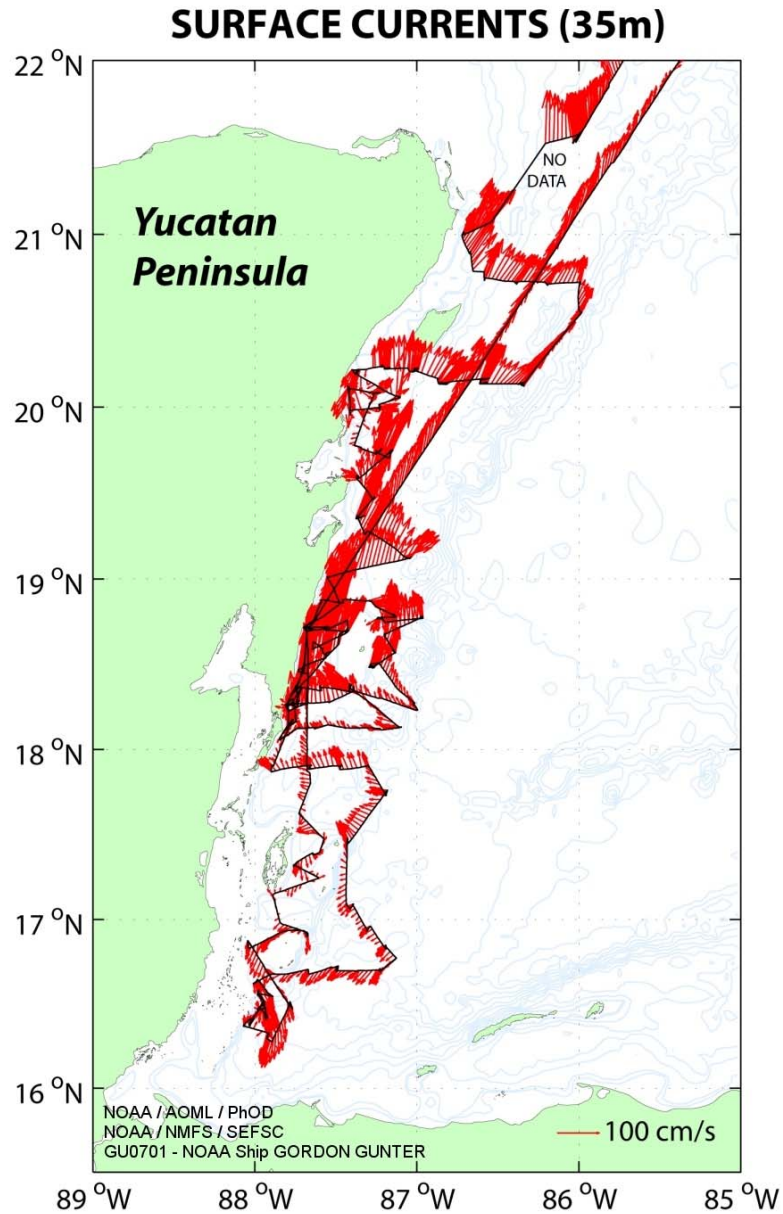 SURFACE CURRENTS (35m)
22 °N
21 °N
20 °N
19 °N
18 °N
17 °N
16 °N
NO
DATA
Yucatan
Peninsula
NOAA / AOML / PhOD
NOAA / NMFS / SEFSC
GU0701 - NOAA Ship GORDON GUNTER
100 cm/s
89 °W
88 °W
87 °W
86 °W
85 °W